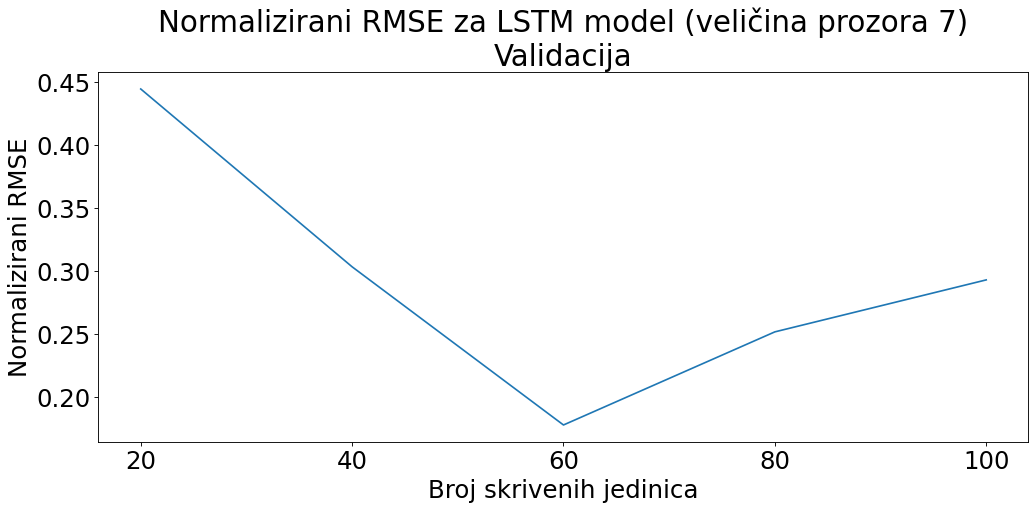 Normalizirani RMSE za LSTM model (veličina prozora 7)
Validacija
Normalizirani RMSE
0.45
0.40
0.35
0.30
0.25
0.20
20 40 60 80 100
Broj skrivenih jedinica